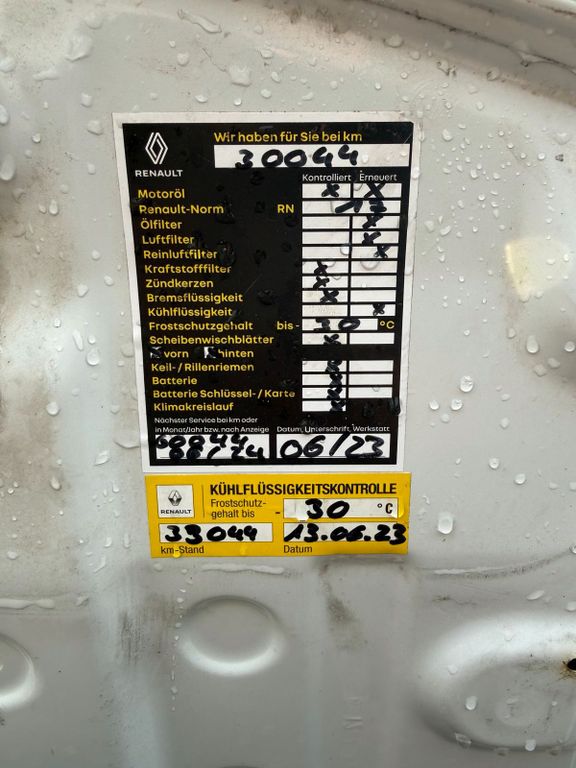 Wir haben für Sie bei km
RENAULT
30044
Kontrolliert Erneuert
Motoröl X X
Renault-Norm RN 17
Ölfilter X
Luftfilter X
Reinluftfilter X
Kraftstofffilter X
Zündkerzen X
Bremsflüssigkeit X
Kühlflüssigkeit X
Frostschutzgehalt bis - 30 °C
Scheibenwischblätter X
vorn hinten
Keil-/Rillenriemen X
Batterie X
Batterie Schlüssel-/Karte X
Klimakreislauf X
Nächster Service bei km oder
in Monat/Jahr bzw. nach Anzeige
Datum, Unterschrift, Werkstatt
06/23
RENAULT
KÜHLFLÜSSIGKEITSKONTROLLE
Frostschutz-
gehalt bis - 30 °C
33044 13.06.23
km-Stand Datum